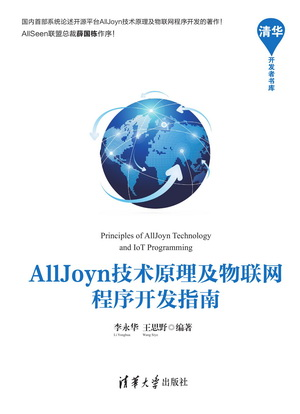 国内首部系统论述开源平台AllJoyn技术原理及物联网程序开发的著作！
AllSeen联盟总裁薛国栋作序！
清华
开发者书库
Principles of AllJoyn Technology
and IoT Programming
AllJoyn技术原理及物联网
程序开发指南
李永华 王思野 编著
Li Yonghua Wang Siye
清华大学出版社